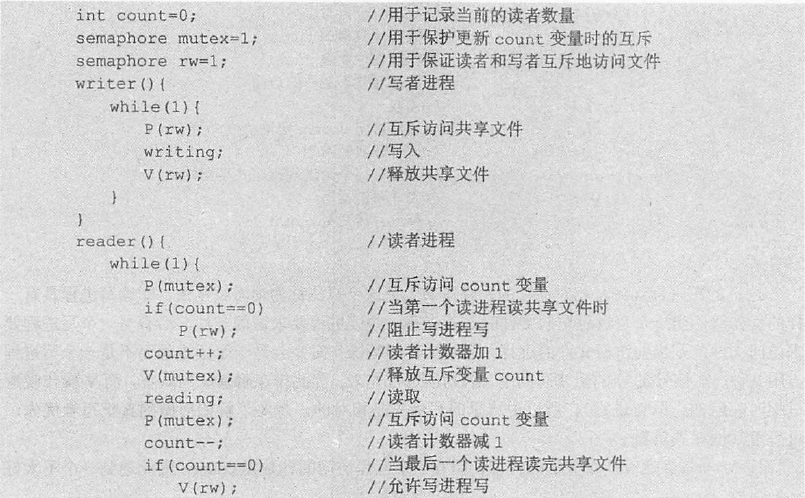 int count=0; //用于记录当前的读者数量
semaphore mutex=1; //用于保护更新 count 变量时的互斥
semaphore rw=1; //用于保证读者和写者互斥地访问文件
writer(){ //写者进程
while(1){
P(rw); //互斥访问共享文件
writing; //写入
V(rw); //释放共享文件
}
}
reader(){ //读者进程
while(1){
P(mutex); //互斥访问 count 变量
if(count==0) //当第一个读进程读共享文件时
P(rw); //阻止写进程写
count++; //读者计数器加 1
V(mutex); //释放互斥变量 count
reading; //读取
P(mutex); //互斥访问 count 变量
count--; //读者计数器减 1
if(count==0) //当最后一个读进程读完共享文件
V(rw); //允许写进程写